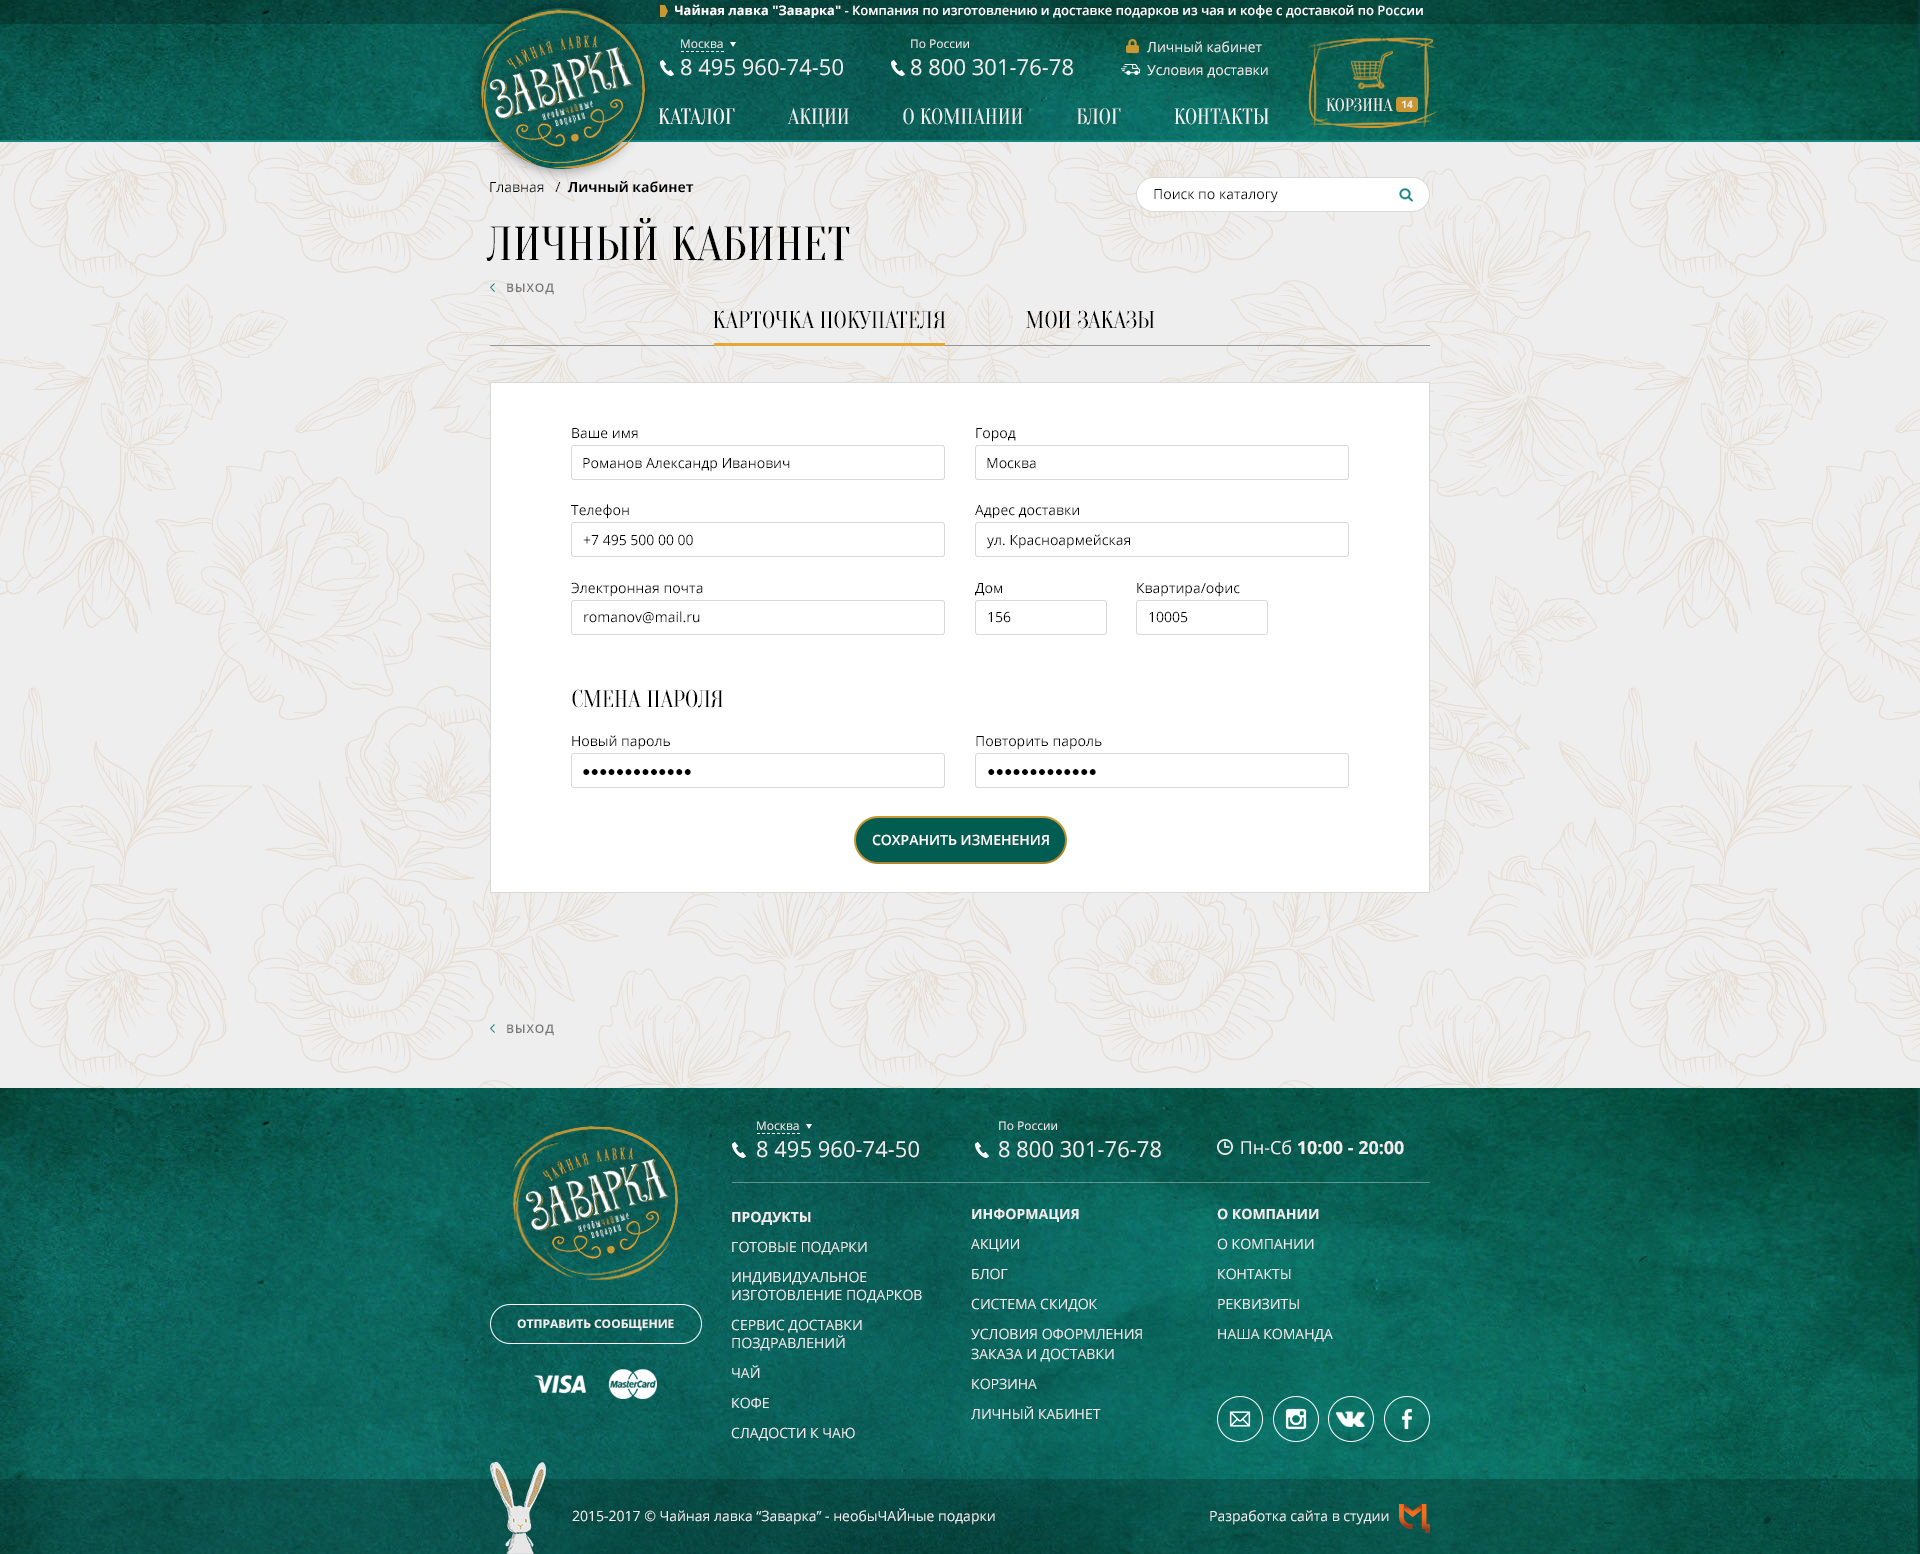 Чайная лавка "Заварка" - Компания по изготовлению и доставке подарков из чая и кофе с доставкой по России
ЧАЙНАЯ ЛАВКА
ЗАВАРКА
необыЧАЙные
подарки
Москва
8 495 960-74-50
По России
8 800 301-76-78
Личный кабинет
Условия доставки
КОРЗИНА 14
КАТАЛОГ АКЦИИ О КОМПАНИИ БЛОГ КОНТАКТЫ
Главная / Личный кабинет
Поиск по каталогу
ЛИЧНЫЙ КАБИНЕТ
ВЫХОД
КАРТОЧКА ПОКУПАТЕЛЯ МОИ ЗАКАЗЫ
Ваше имя
Романов Александр Иванович
Город
Москва
Телефон
+7 495 500 00 00
Адрес доставки
ул. Красноармейская
Электронная почта
romanov@mail.ru
Дом
156
Квартира/офис
10005
СМЕНА ПАРОЛЯ
Новый пароль
•••••••••••••
Повторить пароль
•••••••••••••
СОХРАНИТЬ ИЗМЕНЕНИЯ
ВЫХОД
ЧАЙНАЯ ЛАВКА
ЗАВАРКА
необыЧАЙные
подарки
ОТПРАВИТЬ СООБЩЕНИЕ
VISA MasterCard
Москва
8 495 960-74-50
По России
8 800 301-76-78
Пн-Сб 10:00 - 20:00
ПРОДУКТЫ
ГОТОВЫЕ ПОДАРКИ
ИНДИВИДУАЛЬНОЕ
ИЗГОТОВЛЕНИЕ ПОДАРКОВ
СЕРВИС ДОСТАВКИ
ПОЗДРАВЛЕНИЙ
ЧАЙ
КОФЕ
СЛАДОСТИ К ЧАЮ
ИНФОРМАЦИЯ
АКЦИИ
БЛОГ
СИСТЕМА СКИДОК
УСЛОВИЯ ОФОРМЛЕНИЯ
ЗАКАЗА И ДОСТАВКИ
КОРЗИНА
ЛИЧНЫЙ КАБИНЕТ
О КОМПАНИИ
О КОМПАНИИ
КОНТАКТЫ
РЕКВИЗИТЫ
НАША КОМАНДА
2015-2017 © Чайная лавка “Заварка” - необыЧАЙные подарки
Разработка сайта в студии